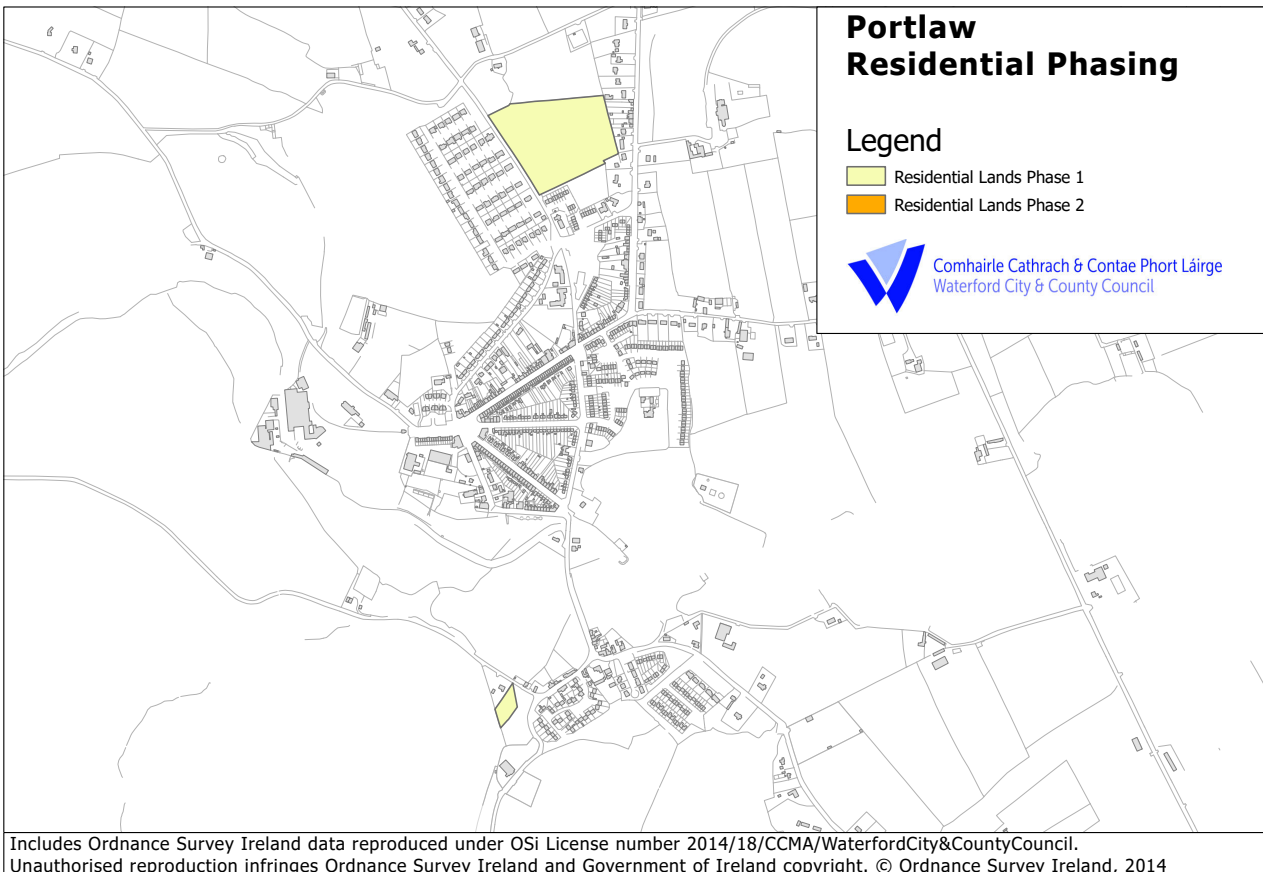 Portlaw
Residential Phasing
Legend
Residential Lands Phase 1
Residential Lands Phase 2
Comhairle Cathrach & Contae Phort Láirge
Waterford City & County Council
Includes Ordnance Survey Ireland data reproduced under OSi License number 2014/18/CCMA/WaterfordCity&CountyCouncil.
Unauthorised reproduction infringes Ordnance Survey Ireland and Government of Ireland copyright. © Ordnance Survey Ireland, 2014